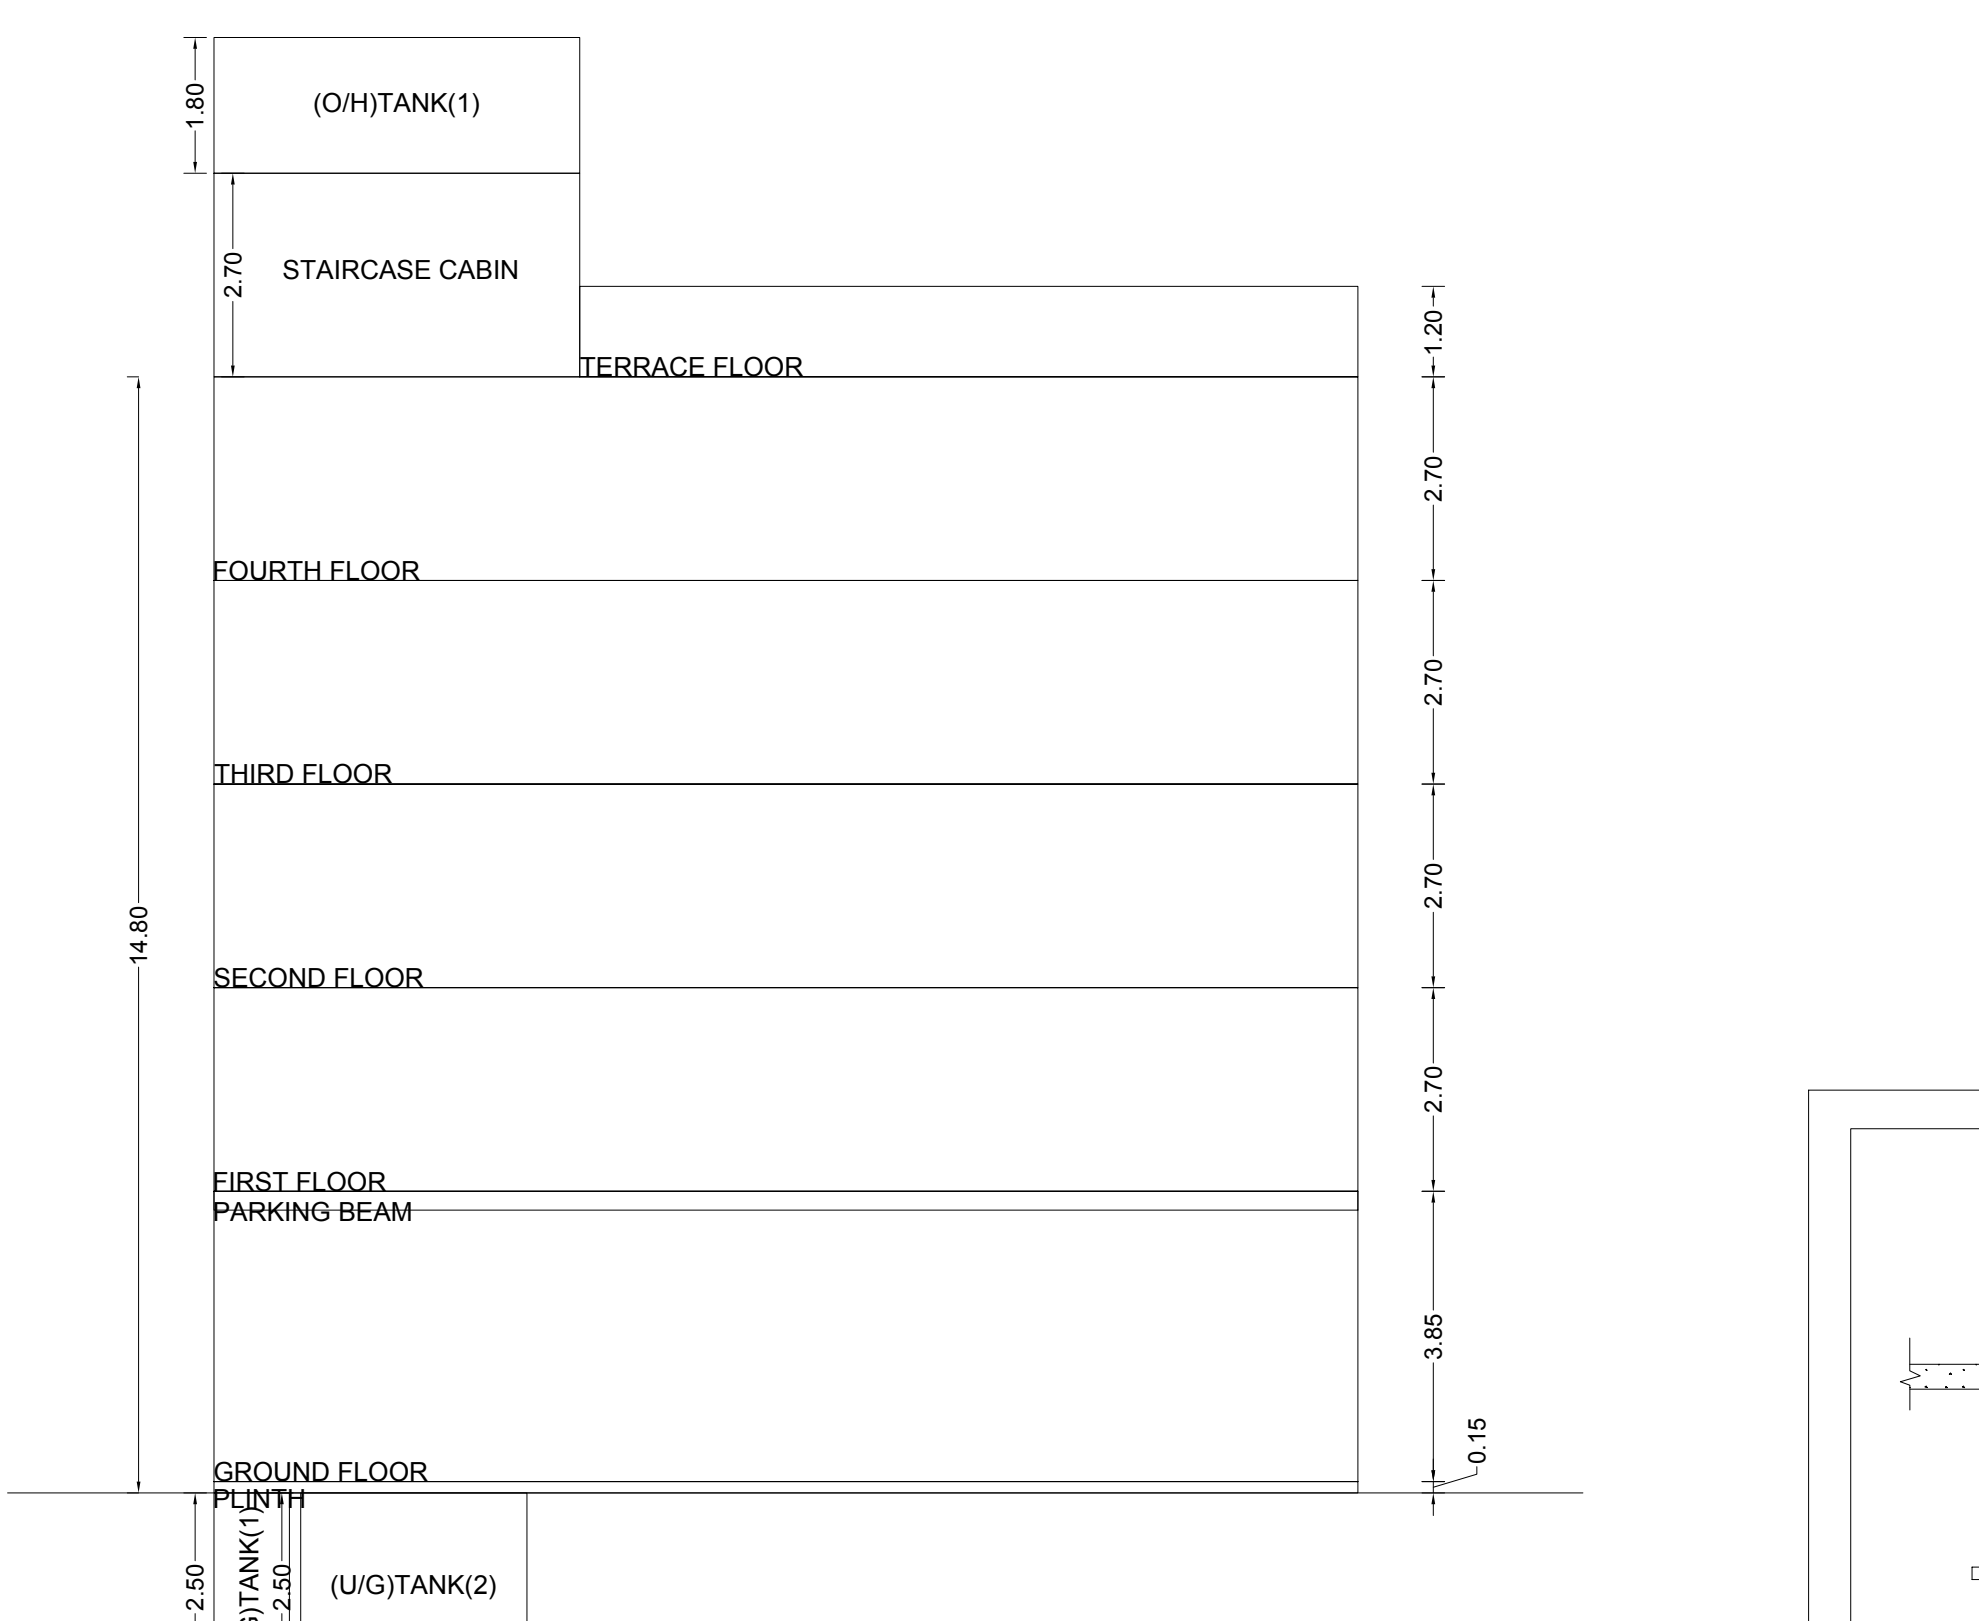 1.80
(O/H)TANK(1)
2.70
STAIRCASE CABIN
1.20
TERRACE FLOOR
2.70
FOURTH FLOOR
2.70
THIRD FLOOR
2.70
14.80
SECOND FLOOR
2.70
FIRST FLOOR
PARKING BEAM
3.85
0.15
GROUND FLOOR
PLINTH
2.50
G)TANK(1)
2.50
(U/G)TANK(2)